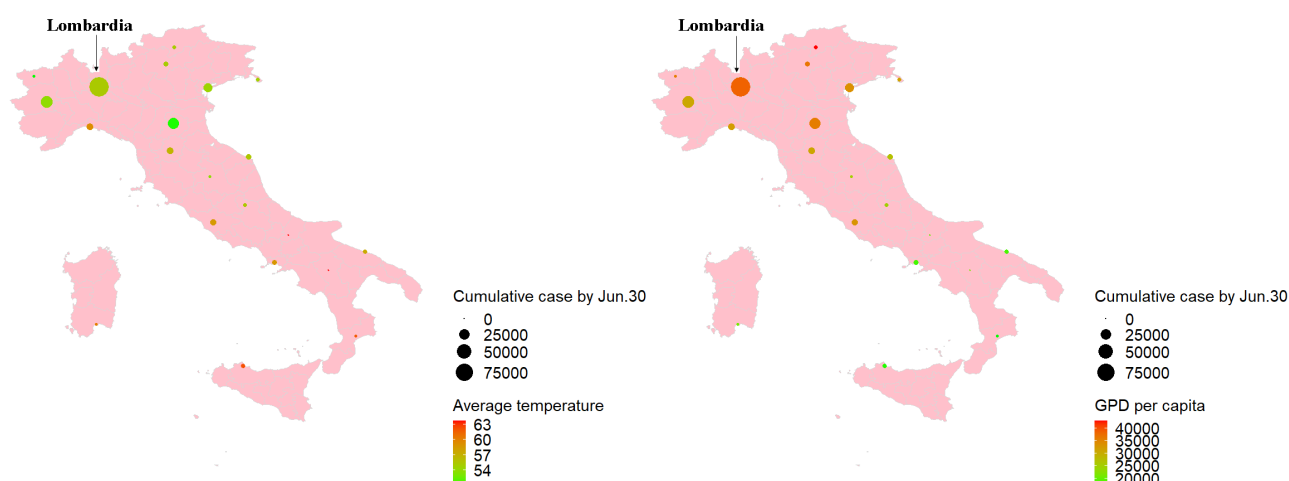 Lombardia
Lombardia
Cumulative case by Jun.30
0
25000
50000
75000
Average temperature
63
60
57
54
Cumulative case by Jun.30
0
25000
50000
75000
GPD per capita
40000
35000
30000
25000
20000